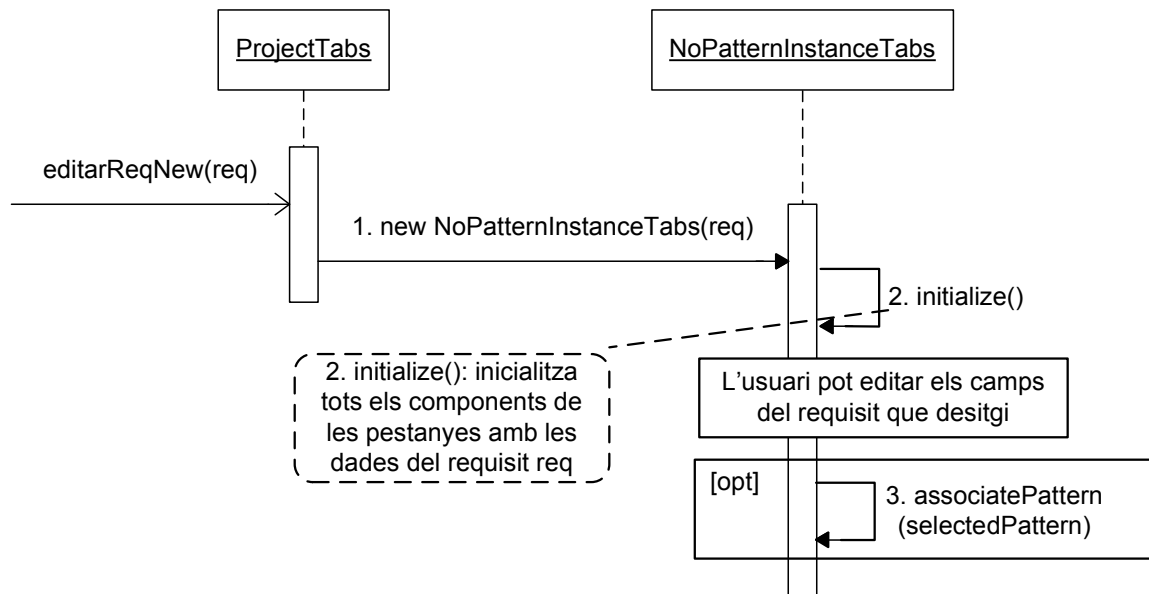 ProjectTabs
NoPatternInstanceTabs
editarReqNew(req)
1. new NoPatternInstanceTabs(req)
2. initialize()
2. initialize(): inicialitza
tots els components de
les pestanyes amb les
dades del requisit req
L'usuari pot editar els camps
del requisit que desitgi
[opt]
3. associatePattern
(selectedPattern)